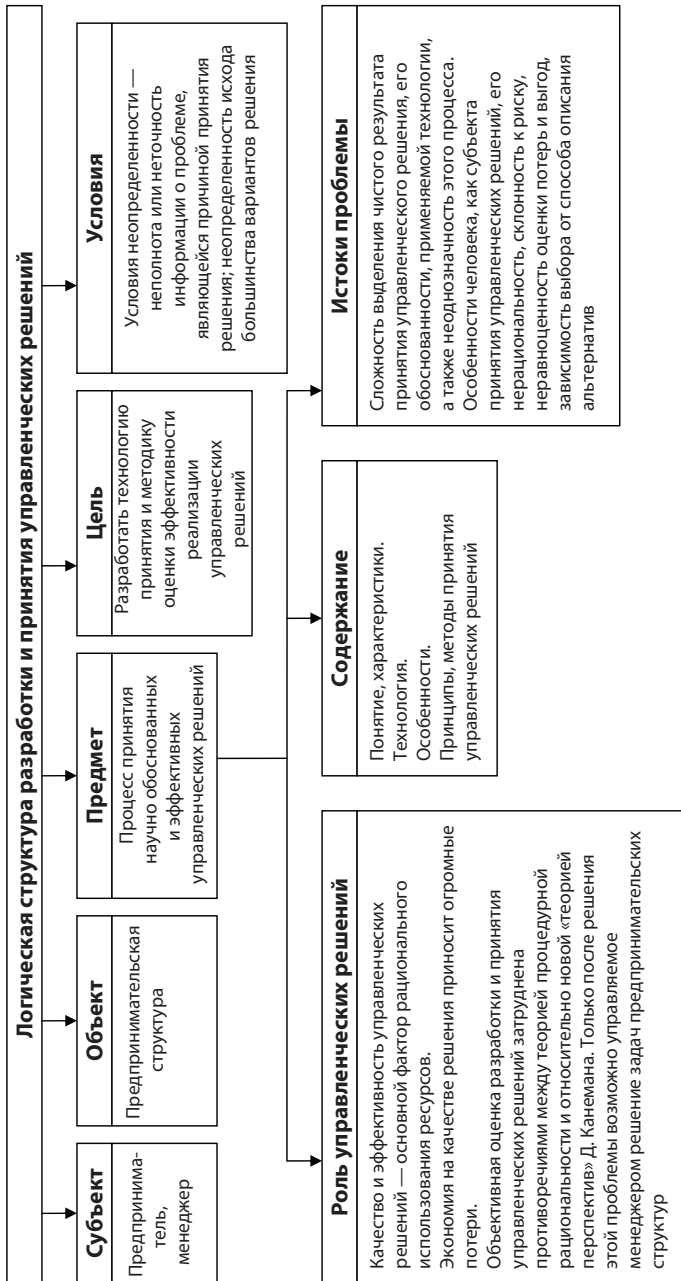 Логическая структура разработки и принятия управленческих решений
Субъект
Предпринима-
тель,
менеджер
Объект
Предпринимательская
структура
Предмет
Процесс принятия
научно обоснованных
и эффективных
управленческих решений
Цель
Разработать технологию
принятия и методику
оценки эффективности
реализации
управленческих
решений
Условия
Условия неопределенности —
неполнота или неточность
информации о проблеме,
являющейся причиной принятия
решения; неопределенность исхода
большинства вариантов решения
Роль управленческих решений
Качество и эффективность управленческих
решений — основной фактор рационального
использования ресурсов.
Экономия на качестве решения приносит огромные
потери.
Объективная оценка разработки и принятия
управленческих решений затруднена
противоречиями между теорией процедурной
рациональности и относительно новой «теорией
перспектив» Д. Канемана. Только после решения
этой проблемы возможно управляемое
менеджером решение задач предпринимательских
структур
Содержание
Понятие, характеристики.
Технология.
Особенности.
Принципы, методы принятия
управленческих решений
Истоки проблемы
Сложность выделения чистого результата
принятия управленческого решения, его
обоснованности, применяемой технологии,
а также неоднозначность этого процесса.
Особенности человека, как субъекта
принятия управленческих решений, его
нерациональность, склонность к риску,
неравноценность оценки потерь и выгод,
зависимость выбора от способа описания
альтернатив